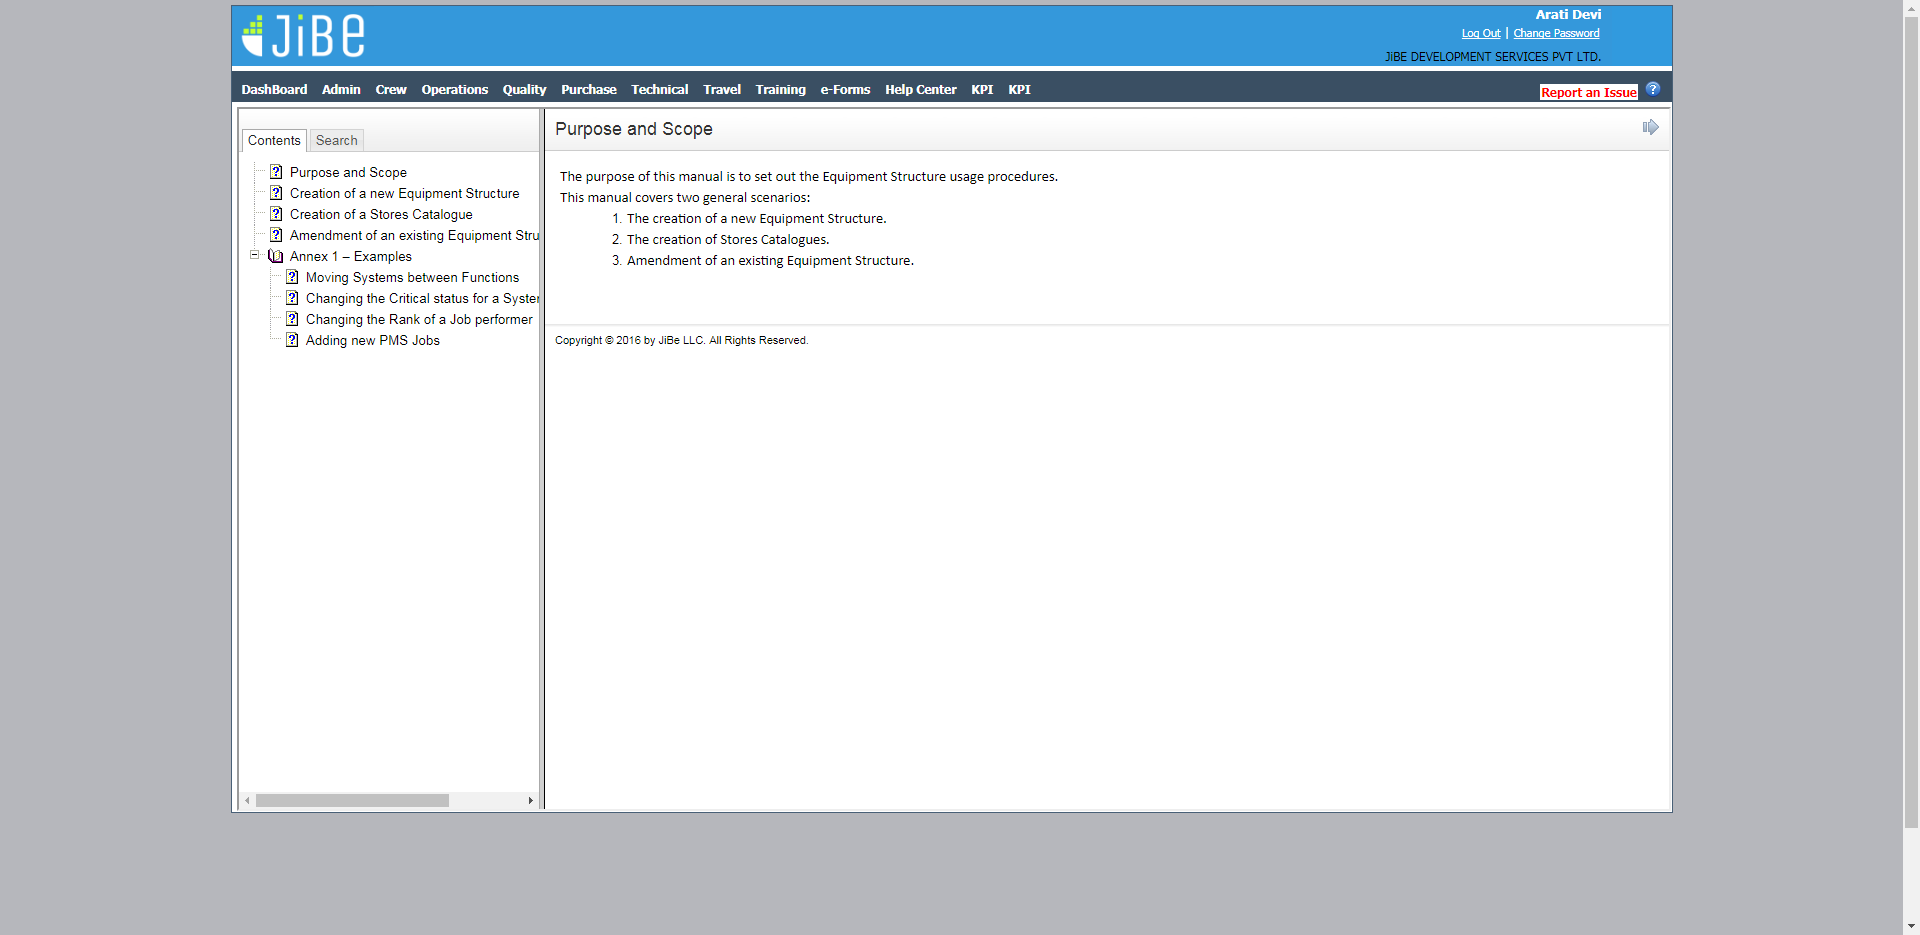 JiBE
Arati Devi
Log Out | Change Password
JiBE DEVELOPMENT SERVICES PVT LTD.
DashBoard Admin Crew Operations Quality Purchase Technical Travel Training e-Forms Help Center KPI KPI
Report an Issue
Contents Search
Purpose and Scope
Creation of a new Equipment Structure
Creation of a Stores Catalogue
Amendment of an existing Equipment Stru
Annex 1 – Examples
Moving Systems between Functions
Changing the Critical status for a System
Changing the Rank of a Job performer
Adding new PMS Jobs
Purpose and Scope
The purpose of this manual is to set out the Equipment Structure usage procedures.
This manual covers two general scenarios:
1. The creation of a new Equipment Structure.
2. The creation of Stores Catalogues.
3. Amendment of an existing Equipment Structure.
Copyright © 2016 by JiBe LLC. All Rights Reserved.